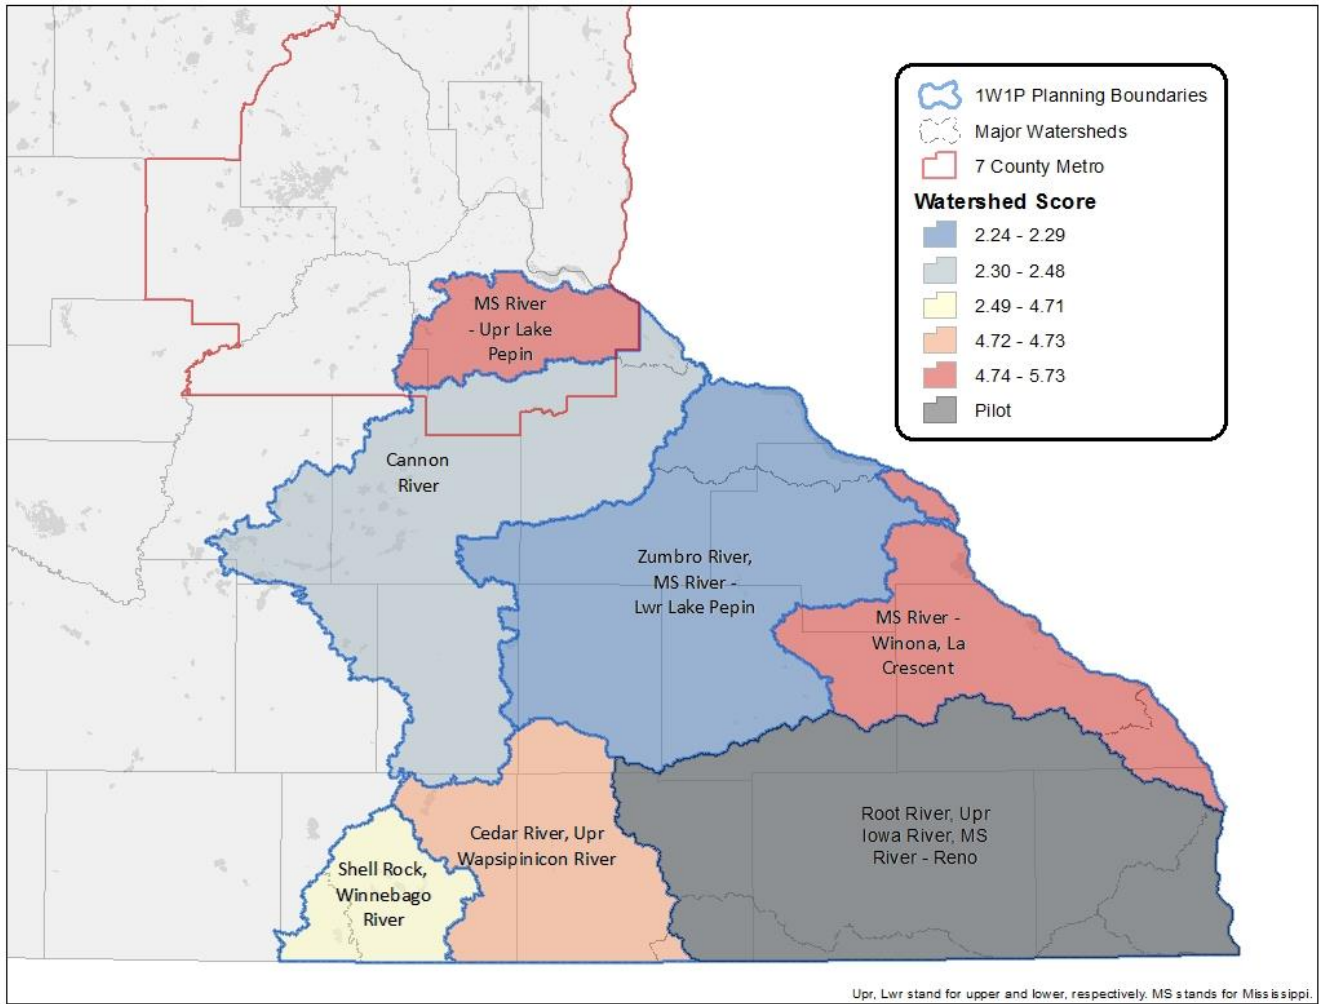 1W1P Planning Boundaries
Major Watersheds
7 County Metro
Watershed Score
2.24 - 2.29
2.30 - 2.48
2.49 - 4.71
4.72 - 4.73
4.74 - 5.73
Pilot
MS River
- Upr Lake
Pepin
Cannon
River
Zumbro River,
MS River -
Lwr Lake Pepin
MS River -
Winona, La
Crescent
Root River, Upr
Iowa River, MS
River - Reno
Cedar River, Upr
Wapsipinicon River
Shell Rock,
Winnebago
River
Upr, Lwr stand for upper and lower, respectively. MS stands for Mississippi.